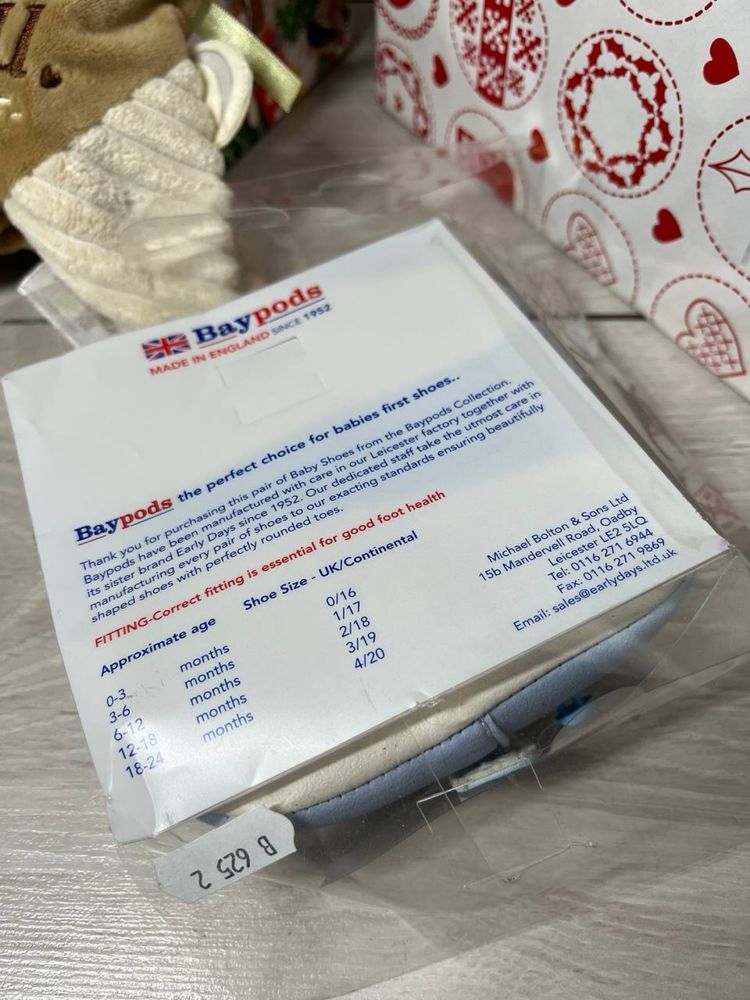 Baypods
MADE IN ENGLAND SINCE 1952
Baypods the perfect choice for babies first shoes..
Thank you for purchasing this pair of Baby Shoes from the Baypods Collection.
Baypods have been manufactured with care in our Leicester factory together with
its sister brand Early Days since 1952. Our dedicated staff take the utmost care in
manufacturing every pair of shoes to our exacting standards ensuring beautifully
shaped shoes with perfectly rounded toes.
FITTING-Correct fitting is essential for good foot health
Approximate age Shoe Size - UK/Continental
0-3 months 0/16
3-6 months 1/17
6-12 months 2/18
12-18 months 3/19
18-24 months 4/20
Michael Bolton & Sons Ltd
15b Mandervell Road, Oadby
Leicester LE2 5LQ
Tel: 0116 271 6944
Fax: 0116 271 9869
Email: sales@earlydays.ltd.uk
B 625 2